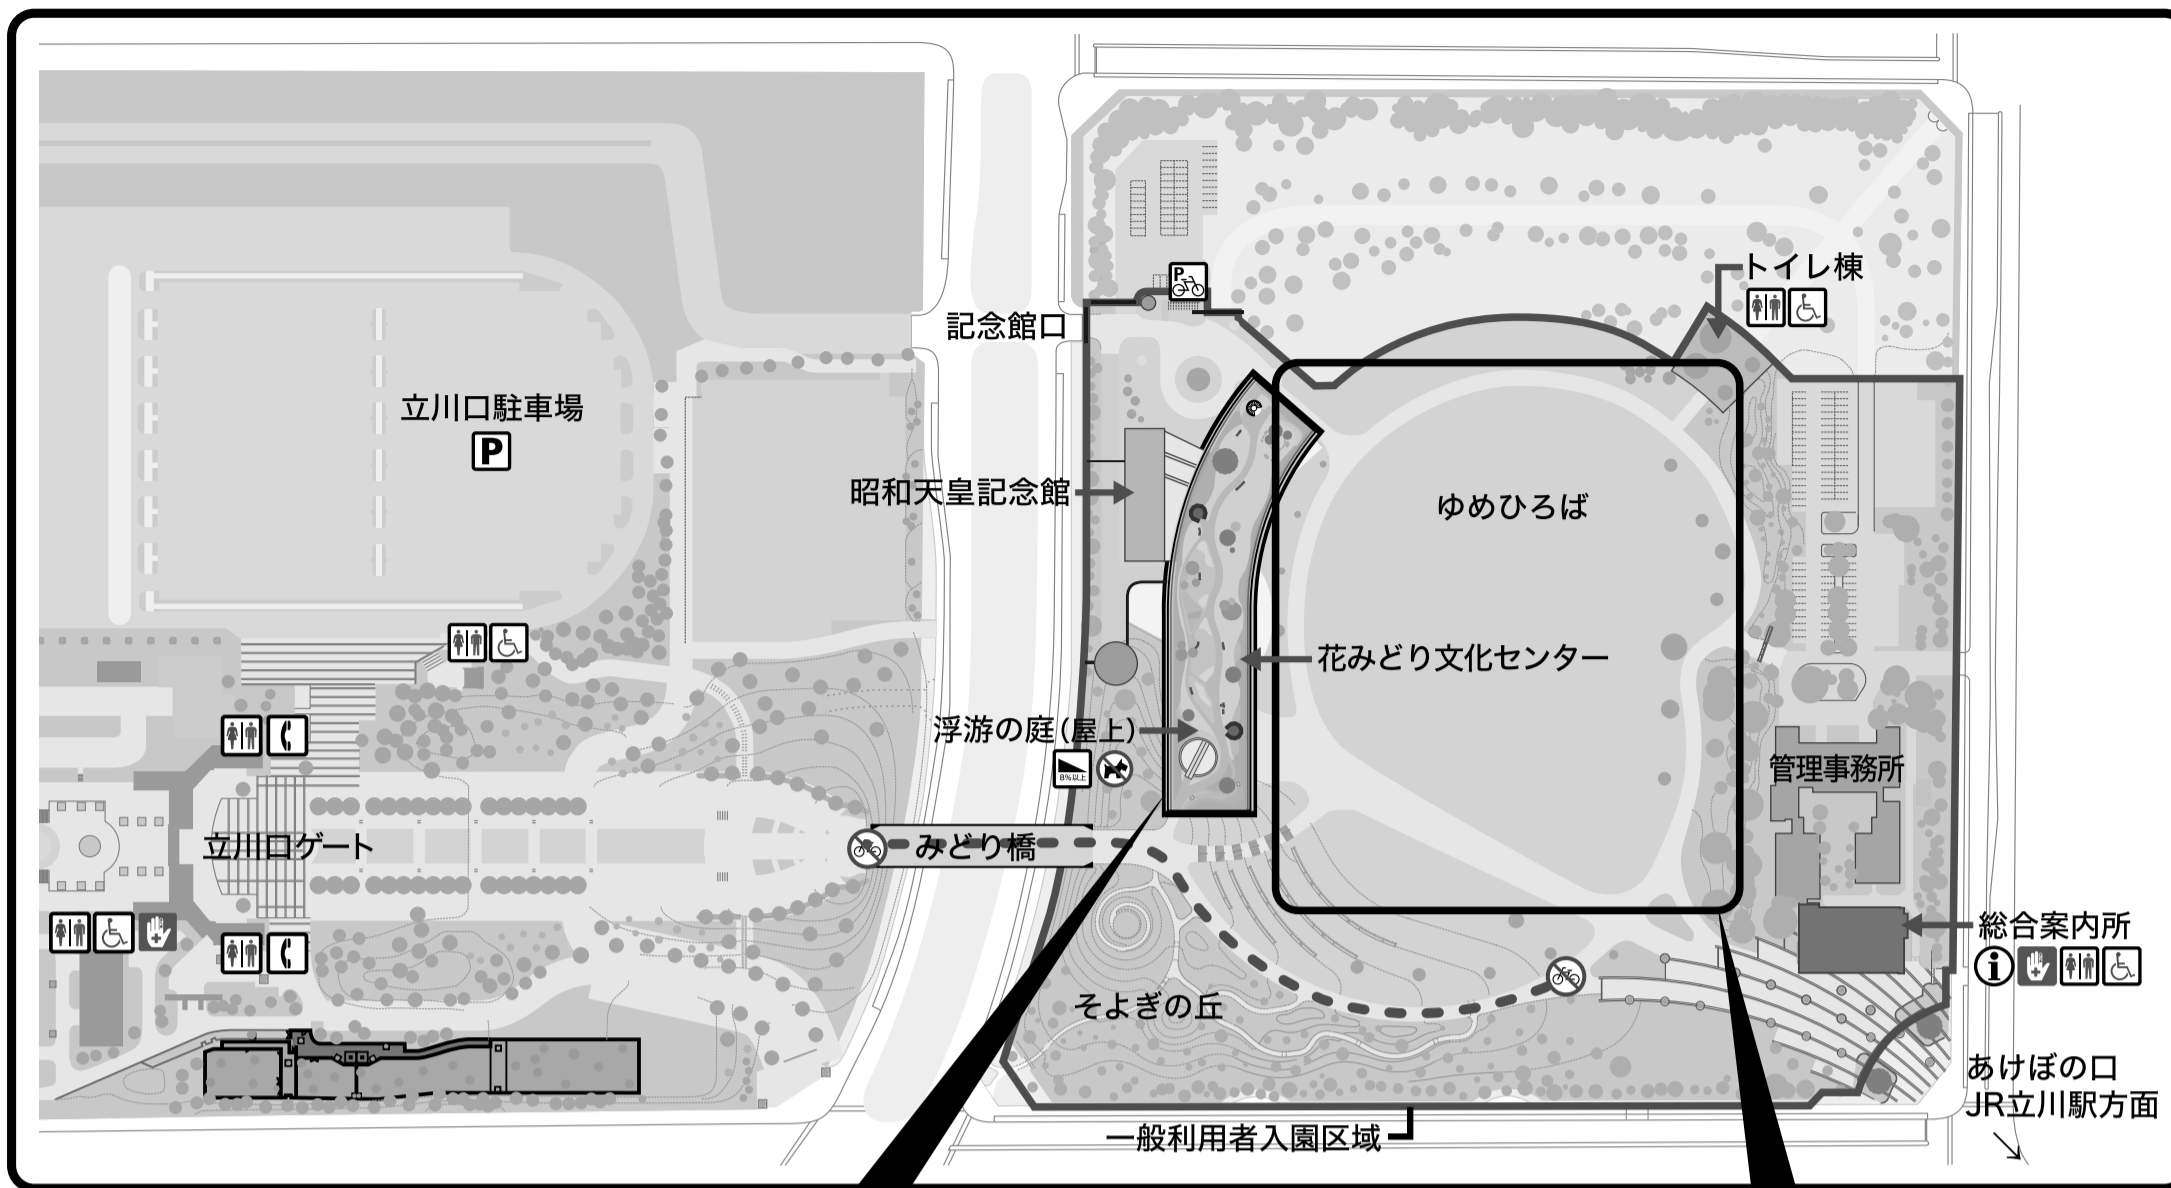 トイレ棟
P
記念館口
立川口駐車場
P
昭和天皇記念館
ゆめひろば
花みどり文化センター
浮游の庭(屋上)
8%以上
管理事務所
立川口ゲート
みどり橋
総合案内所
i
そよぎの丘
あけぼの口
JR立川駅方面
一般利用者入園区域